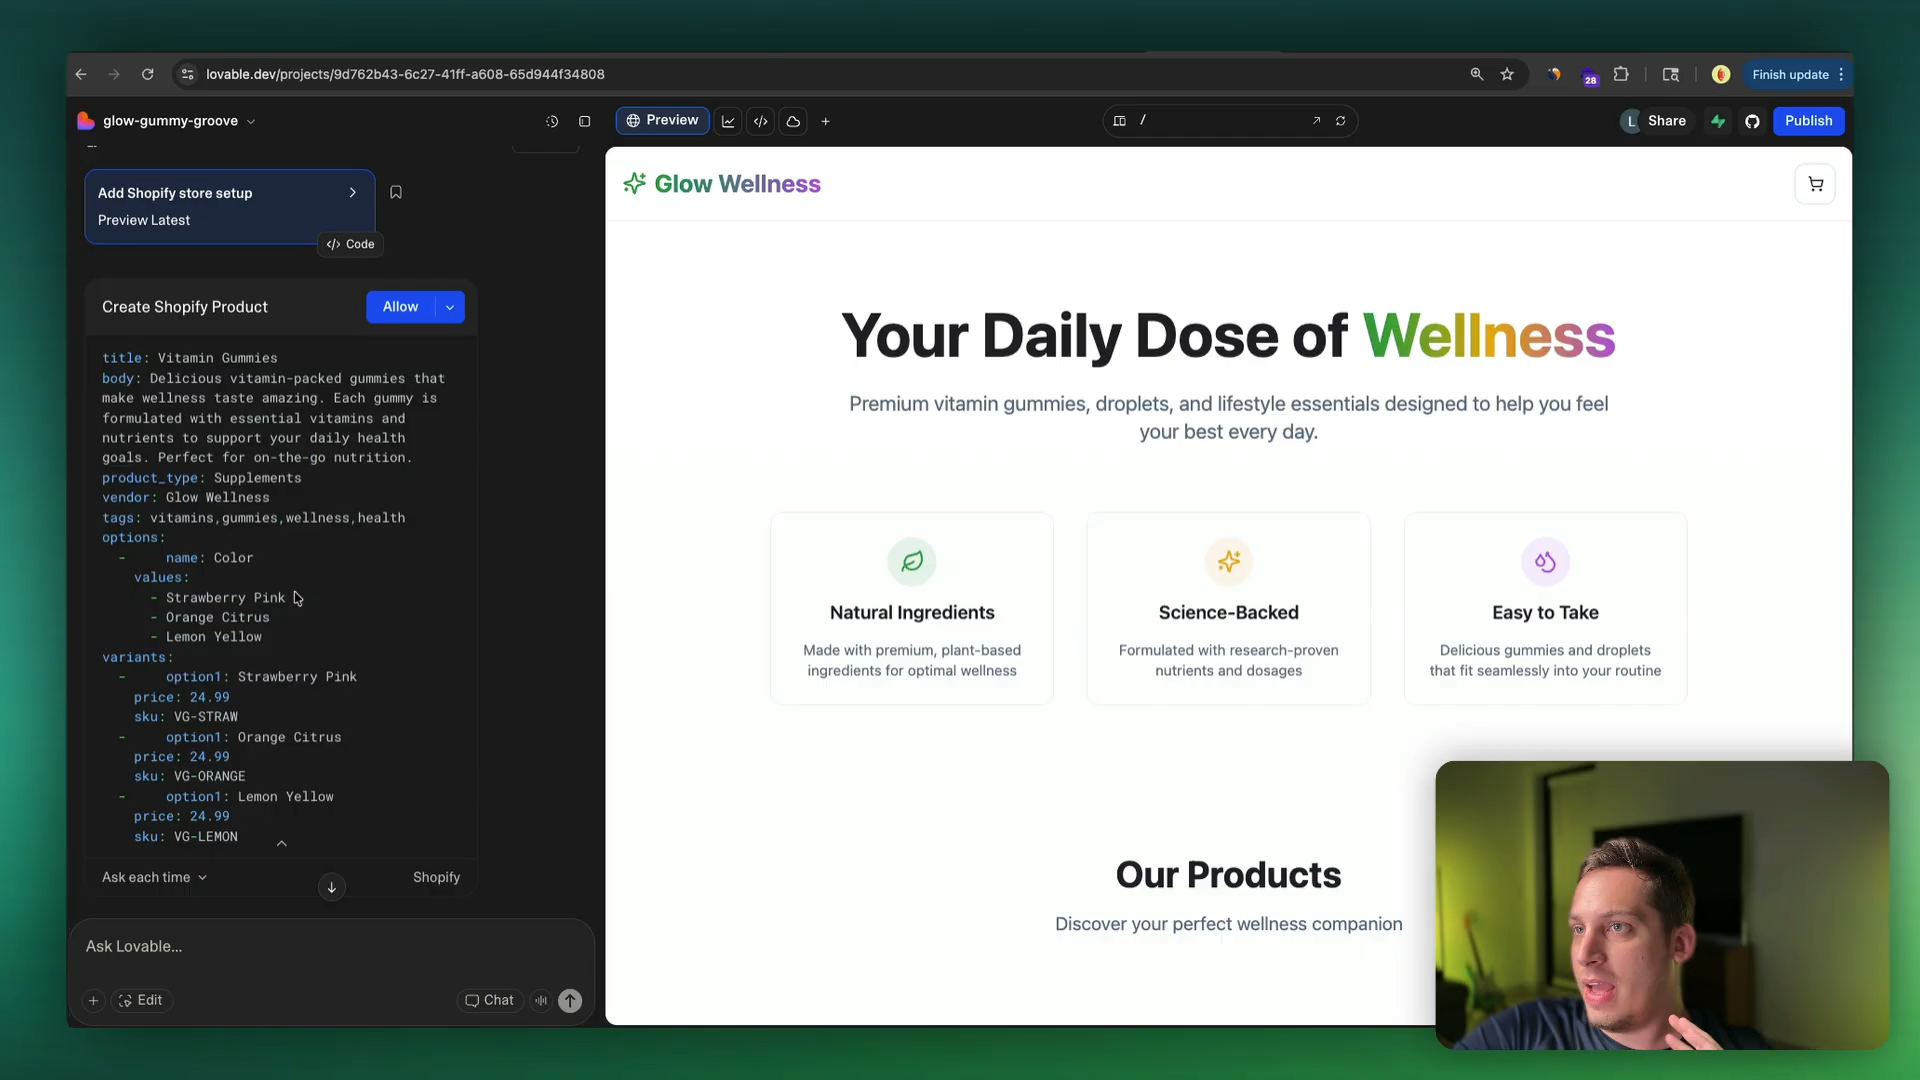 lovable.dev/projects/9d762b43-6c27-41ff-a608-65d944f34808
28
Finish update
glow-gummy-groove
Preview
/
L
Share
Publish
Add Shopify store setup
Preview Latest
Code
Create Shopify Product
Allow
title: Vitamin Gummies
body: Delicious vitamin-packed gummies that
make wellness taste amazing. Each gummy is
formulated with essential vitamins and
nutrients to support your daily health
goals. Perfect for on-the-go nutrition.
product_type: Supplements
vendor: Glow Wellness
tags: vitamins,gummies,wellness,health
options:
- name: Color
values:
- Strawberry Pink
- Orange Citrus
- Lemon Yellow
variants:
- option1: Strawberry Pink
price: 24.99
sku: VG-STRAW
- option1: Orange Citrus
price: 24.99
sku: VG-ORANGE
- option1: Lemon Yellow
price: 24.99
sku: VG-LEMON
Ask each time
Shopify
Ask Lovable...
Edit
Chat
Glow Wellness
Your Daily Dose of Wellness
Premium vitamin gummies, droplets, and lifestyle essentials designed to help you feel
your best every day.
Natural Ingredients
Made with premium, plant-based
ingredients for optimal wellness
Science-Backed
Formulated with research-proven
nutrients and dosages
Easy to Take
Delicious gummies and droplets
that fit seamlessly into your routine
Our Products
Discover your perfect wellness companion